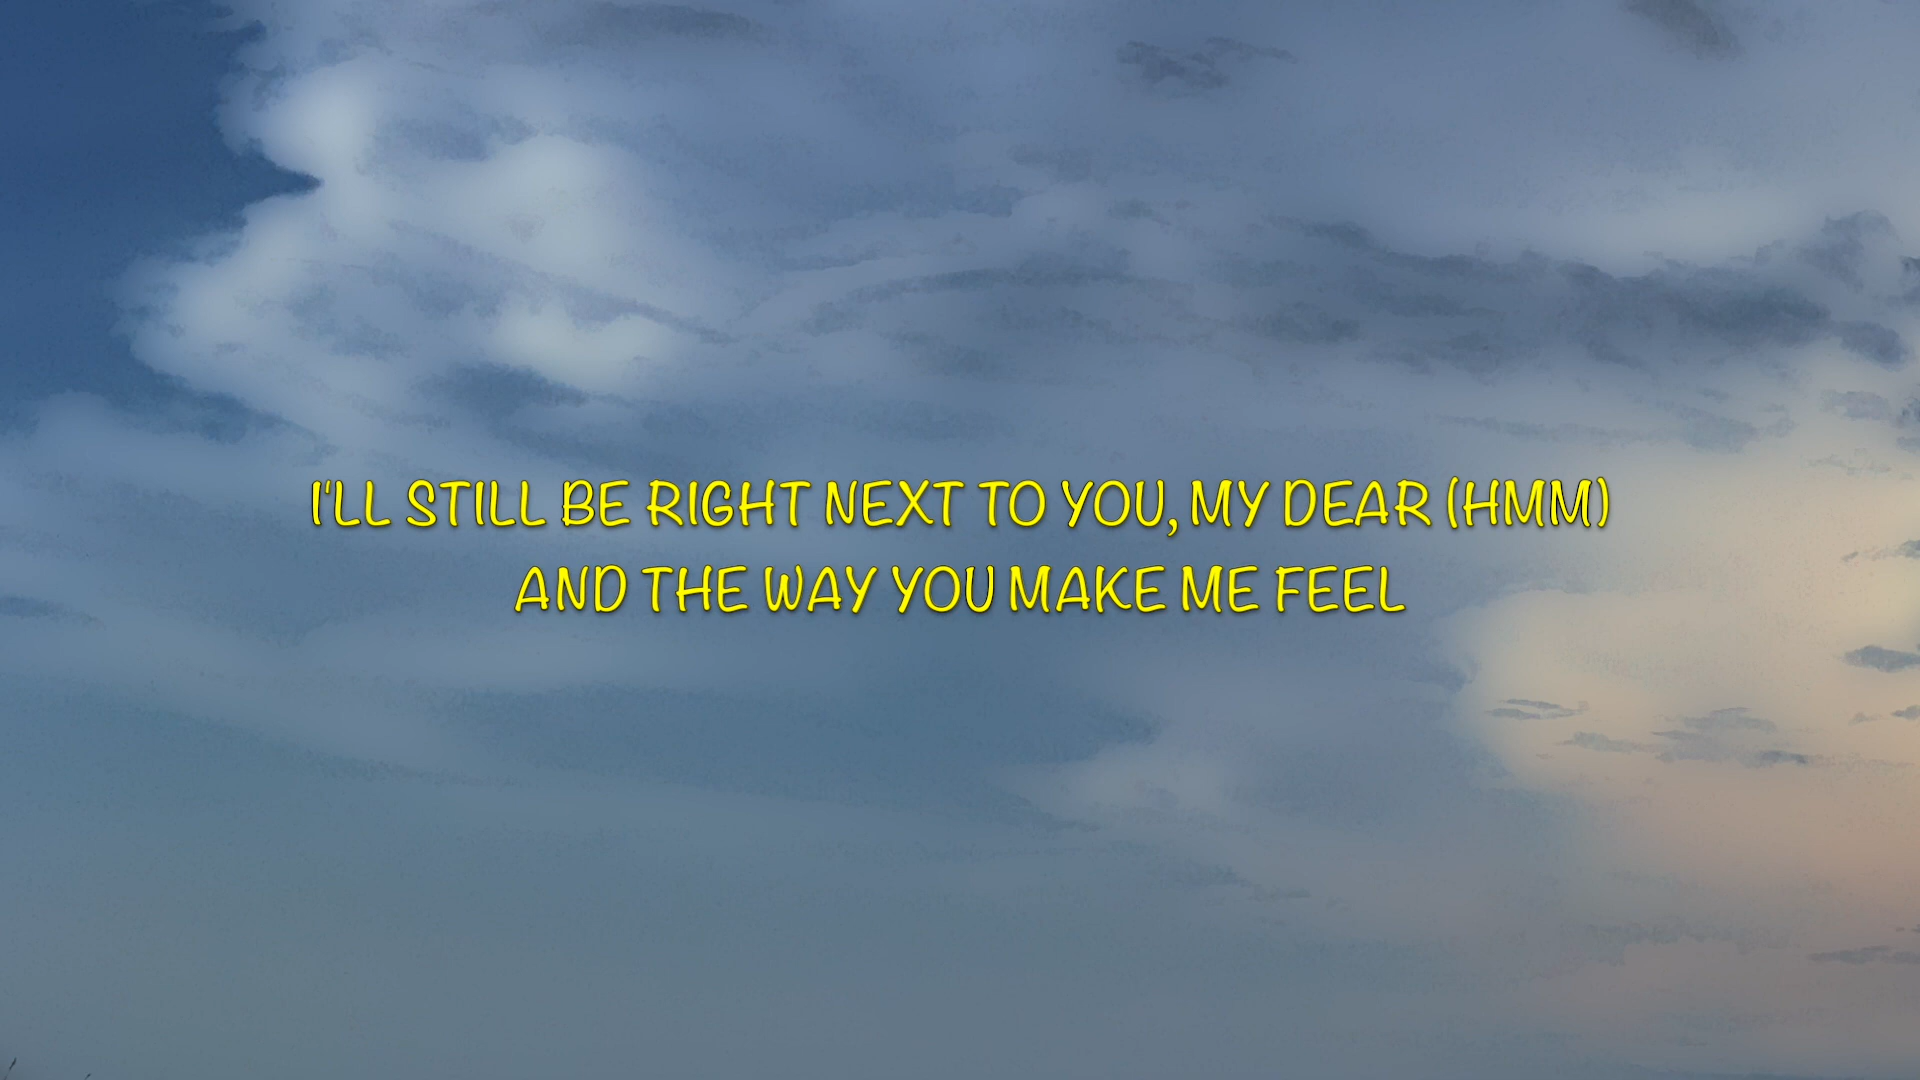 I'LL STILL BE RIGHT NEXT TO YOU, MY DEAR (HMM)
AND THE WAY YOU MAKE ME FEEL